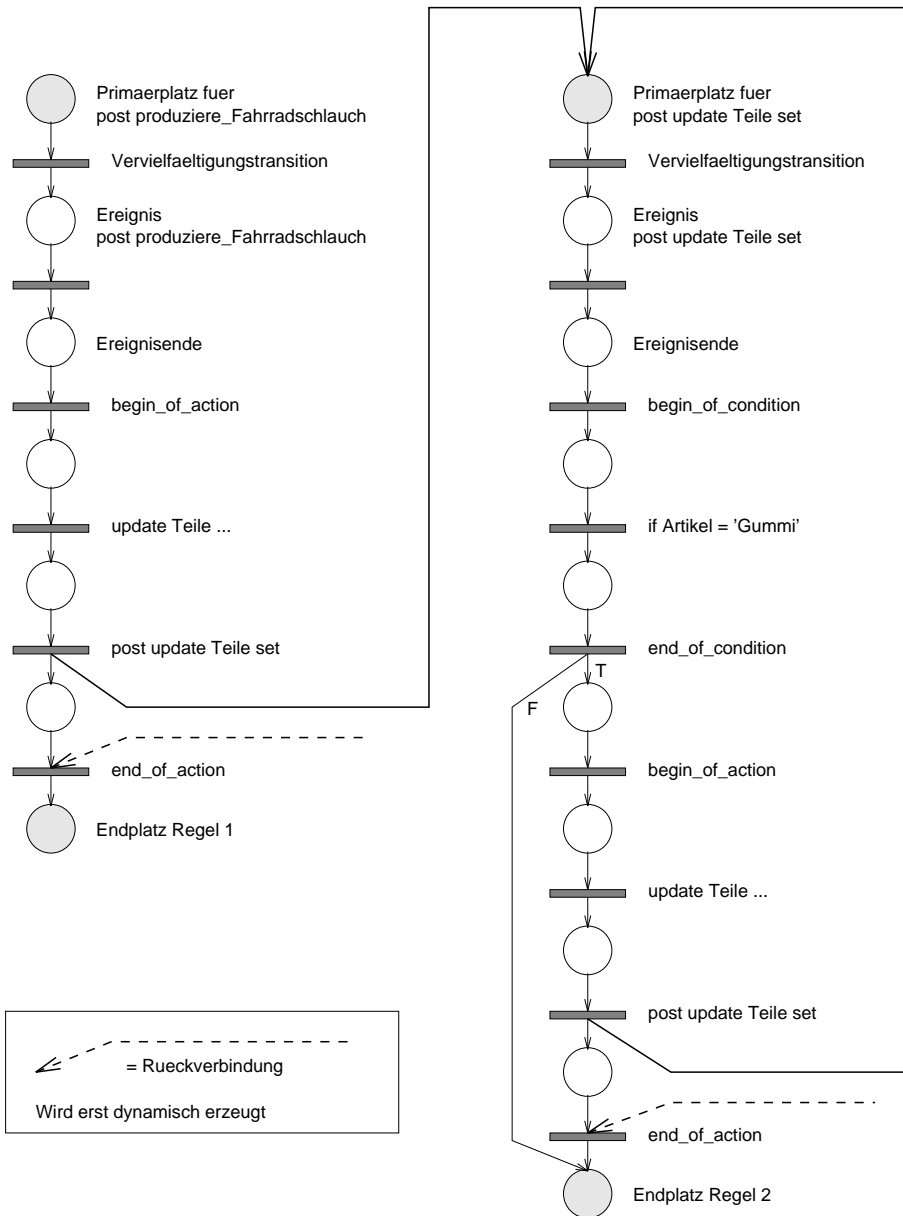 Primaerplatz fuer
post produziere_Fahrradschlauch
Vervielfaeltigungstransition
Ereignis
post produziere_Fahrradschlauch
Ereignisende
begin_of_action
update Teile ...
post update Teile set
end_of_action
Endplatz Regel 1
= Rueckverbindung
Wird erst dynamisch erzeugt
Primaerplatz fuer
post update Teile set
Vervielfaeltigungstransition
Ereignis
post update Teile set
Ereignisende
begin_of_condition
if Artikel = 'Gummi'
end_of_condition
T
F
begin_of_action
update Teile ...
post update Teile set
end_of_action
Endplatz Regel 2